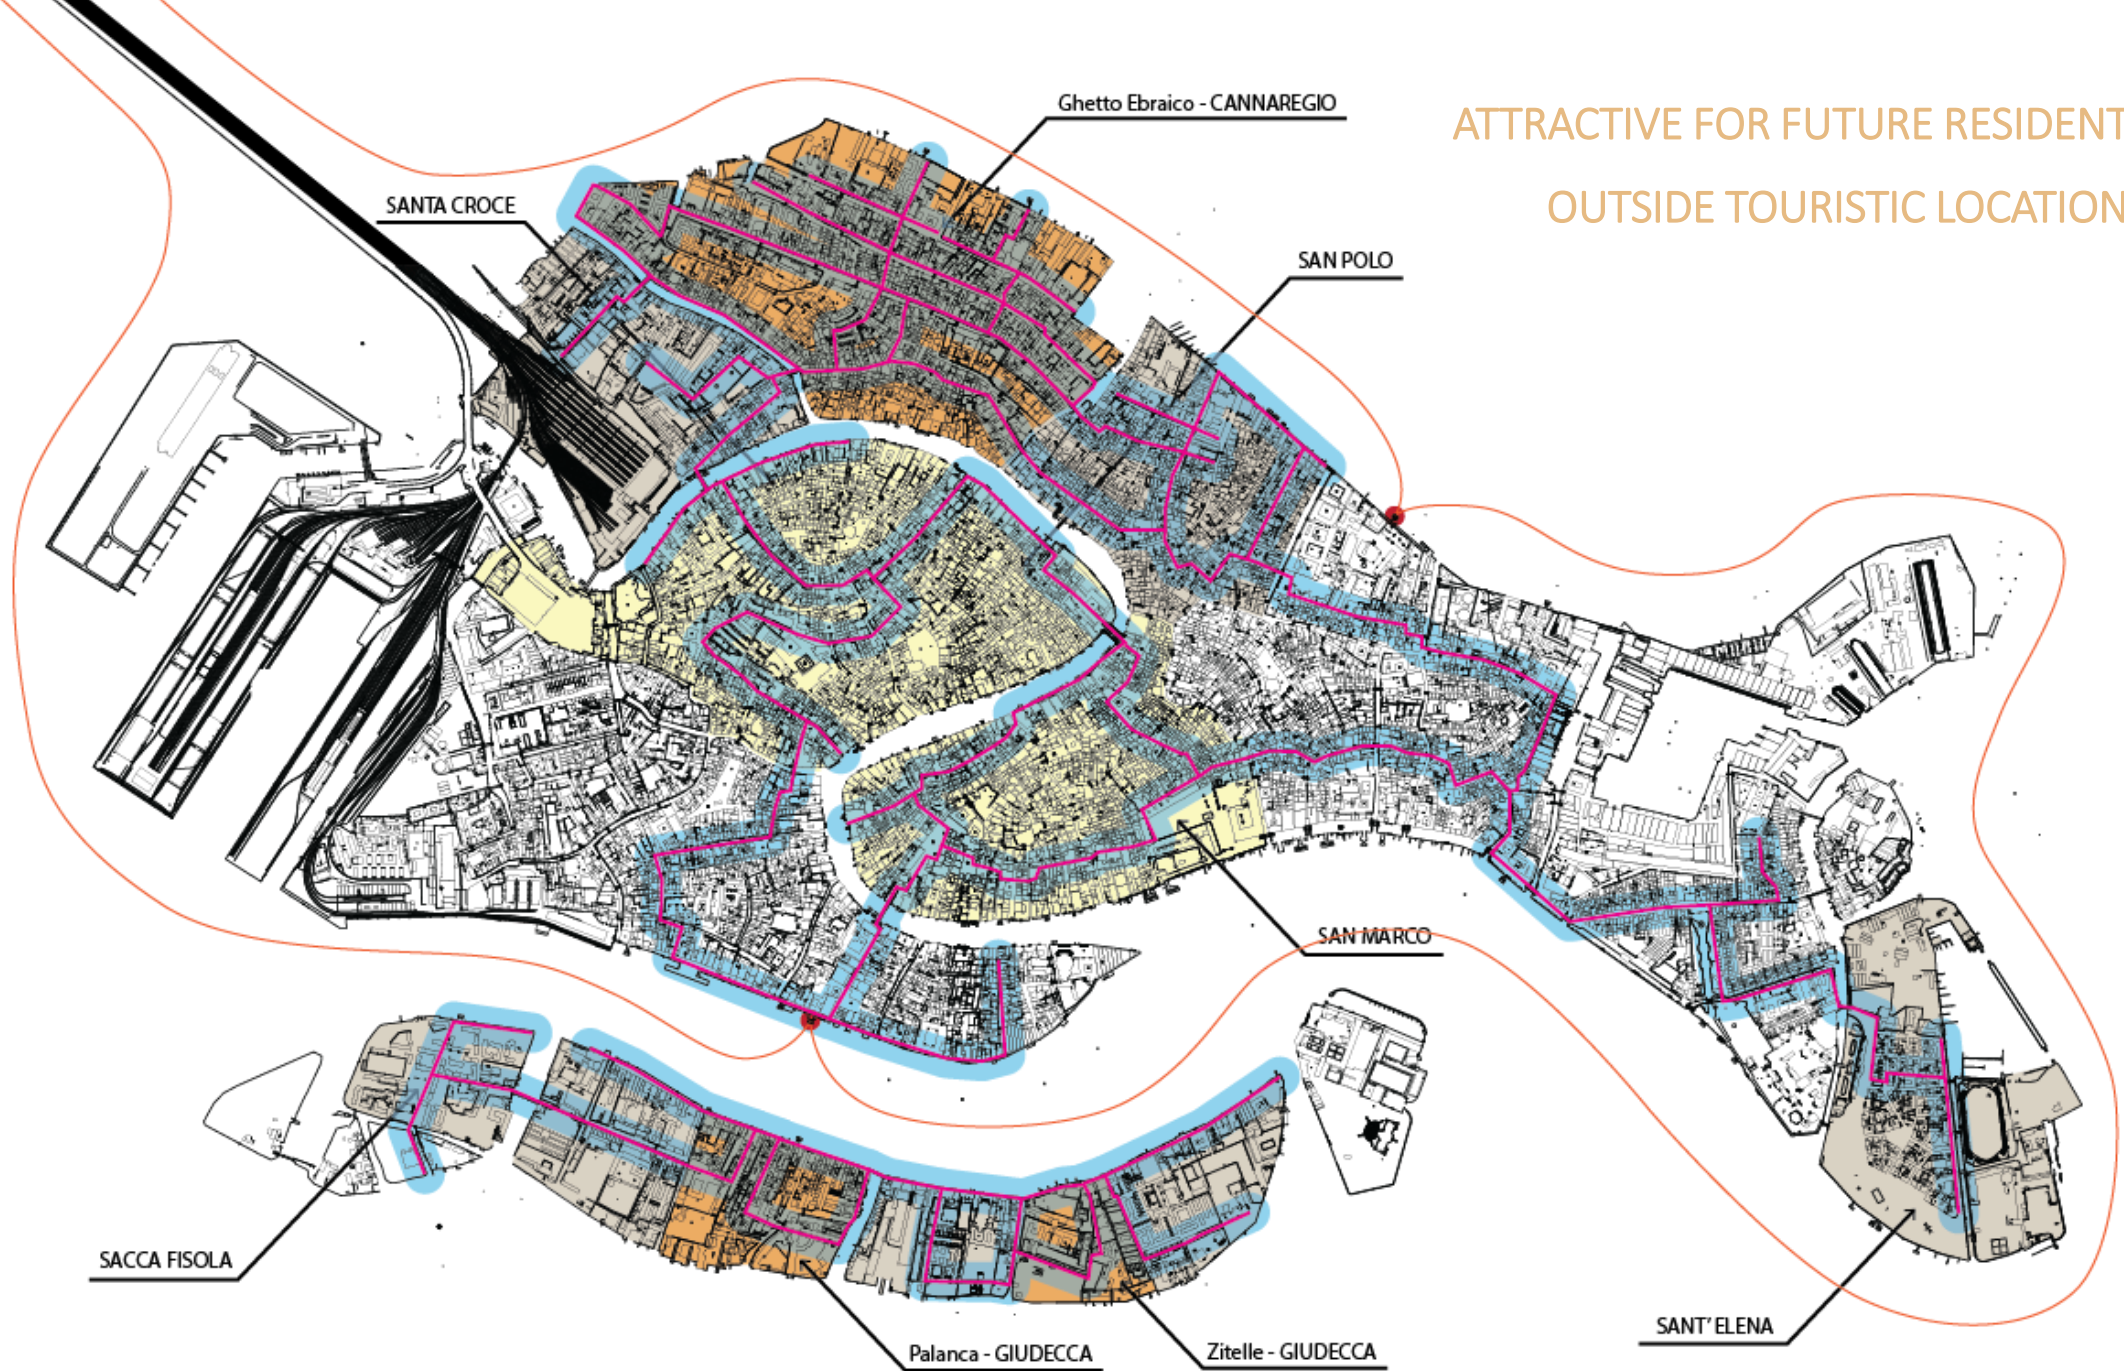 Ghetto Ebraico - CANNAREGIO
ATTRACTIVE FOR FUTURE RESIDENT
SANTA CROCE
OUTSIDE TOURISTIC LOCATION
SAN POLO
SAN MARCO
SACCA FISOLA
SANT' ELENA
Palanca - GIUDECCA
Zitelle - GIUDECCA